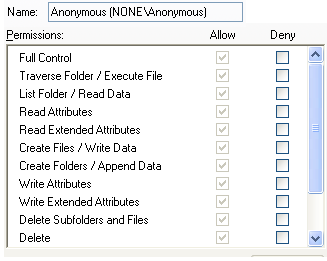 Name: Anonymous (NONE\Anonymous)
Permissions: Allow Deny
Full Control
Traverse Folder / Execute File
List Folder / Read Data
Read Attributes
Read Extended Attributes
Create Files / Write Data
Create Folders / Append Data
Write Attributes
Write Extended Attributes
Delete Subfolders and Files
Delete